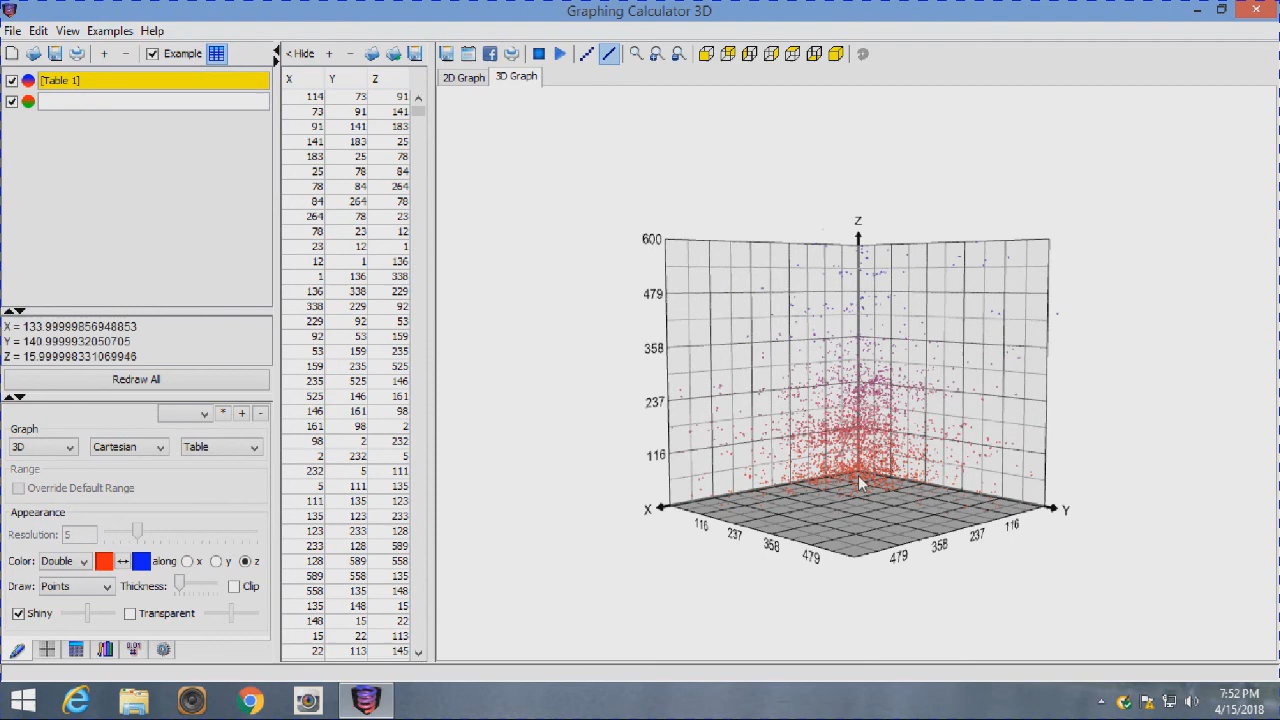 Graphing Calculator 3D
File Edit View Examples Help
Example
< Hide + -
[Table 1]
2D Graph 3D Graph
X Y Z
114 73 91
73 91 141
91 141 183
141 183 25
183 25 78
25 78 84
78 84 264
84 264 78
264 78 23
78 23 12
23 12 1
12 1 136
1 136 338
136 338 229
338 229 92
229 92 53
92 53 159
53 159 235
159 235 525
235 525 146
525 146 161
146 161 98
161 98 2
98 2 232
2 232 5
232 5 111
5 111 135
111 135 123
135 123 233
123 233 128
233 128 589
128 589 558
589 558 135
558 135 148
135 148 15
148 15 22
15 22 113
22 113 145
X = 133.99999856948853
Y = 140.9999932050705
Z = 15.999998331069946
Redraw All
* + -
Graph
3D Cartesian Table
Range
Override Default Range
Appearance
Resolution: 5
Color: Double along x y z
Draw: Points Thickness: Clip
Shiny Transparent
0.01
Z
600
479
358
237
116
X
116
237
358
479
479
358
237
116
Y
7:52 PM
4/15/2018